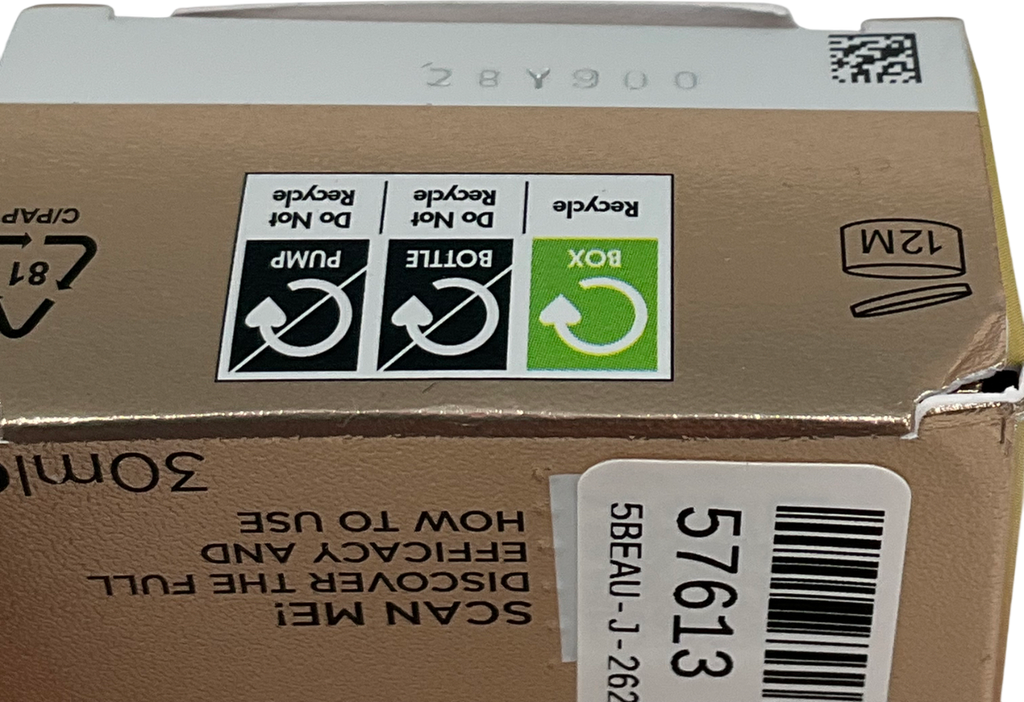 28Y900
12M
BOX
Recycle
BOTTLE
Do Not
Recycle
PUMP
Do Not
Recycle
81
C/PAP
30ml
SCAN ME!
DISCOVER THE FULL
EFFICACY AND
HOW TO USE
57613
5BEAU-J-262